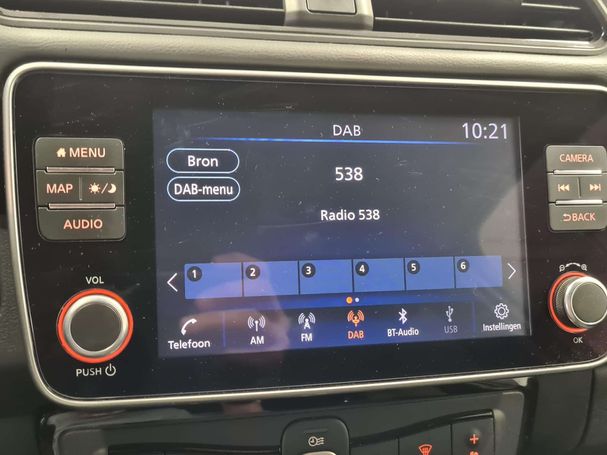 DAB
10:21
MENU
MAP
AUDIO
Bron
DAB-menu
538
Radio 538
CAMERA
BACK
1 2 3 4 5 6
VOL
PUSH
Telefoon
AM
FM
DAB
BT-Audio
USB
Instellingen
OK